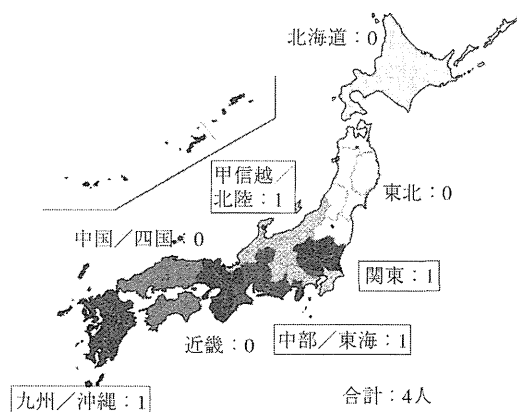 北海道：0
甲信越／
北陸：1
東北：0
中国／四国：0
関東：1
近畿：0
中部／東海：1
九州／沖縄：1
合計：4人